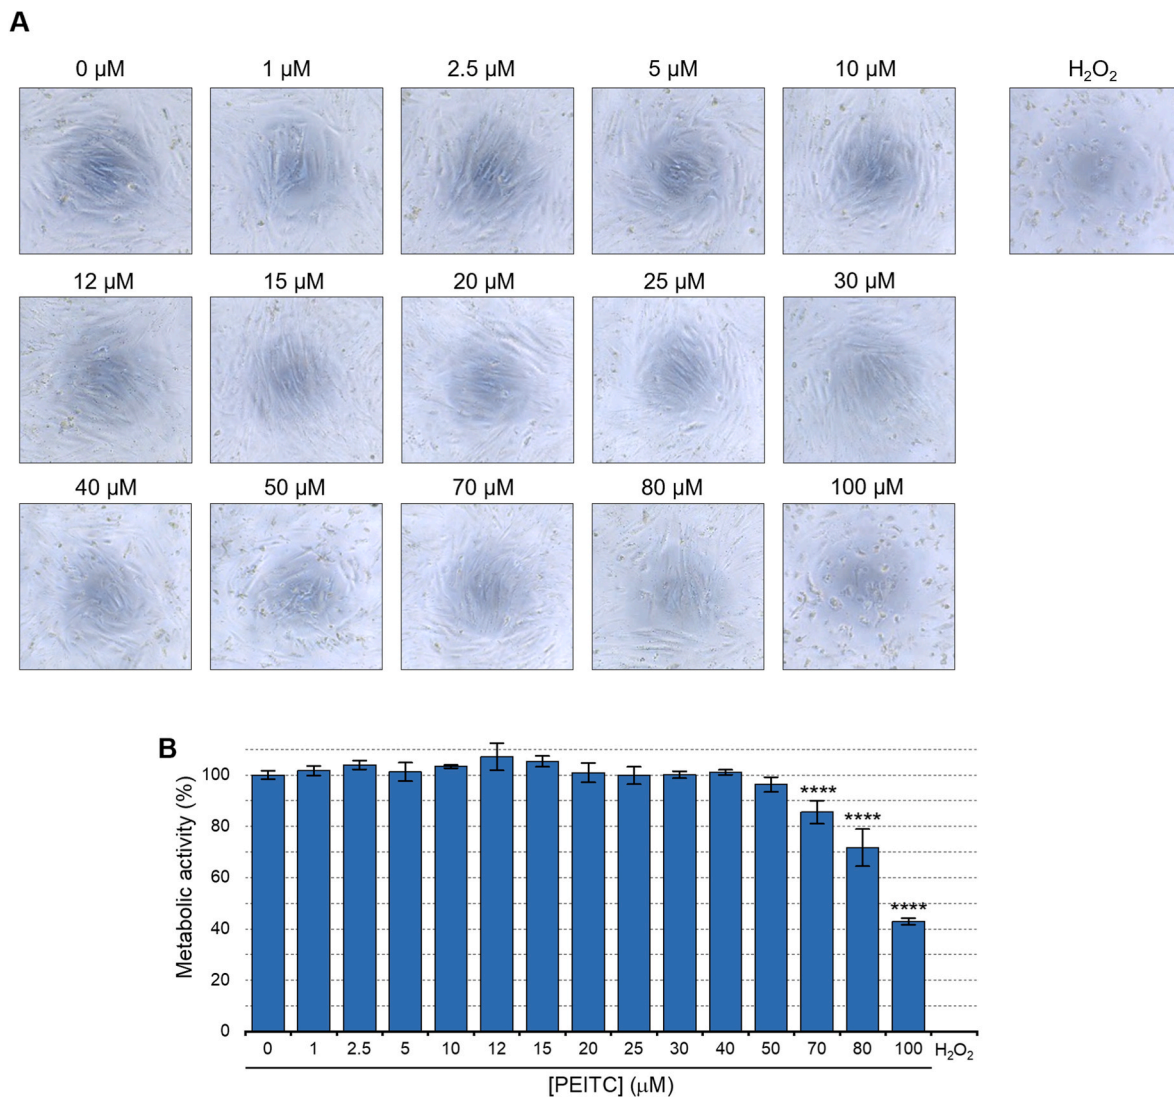 A
0 µM 1 µM 2.5 µM 5 µM 10 µM H₂O₂
12 µM 15 µM 20 µM 25 µM 30 µM
40 µM 50 µM 70 µM 80 µM 100 µM
B
Metabolic activity (%)
100
80
60
40
20
0
****
****
****
0 1 2.5 5 10 12 15 20 25 30 40 50 70 80 100 H₂O₂
[PEITC] (µM)